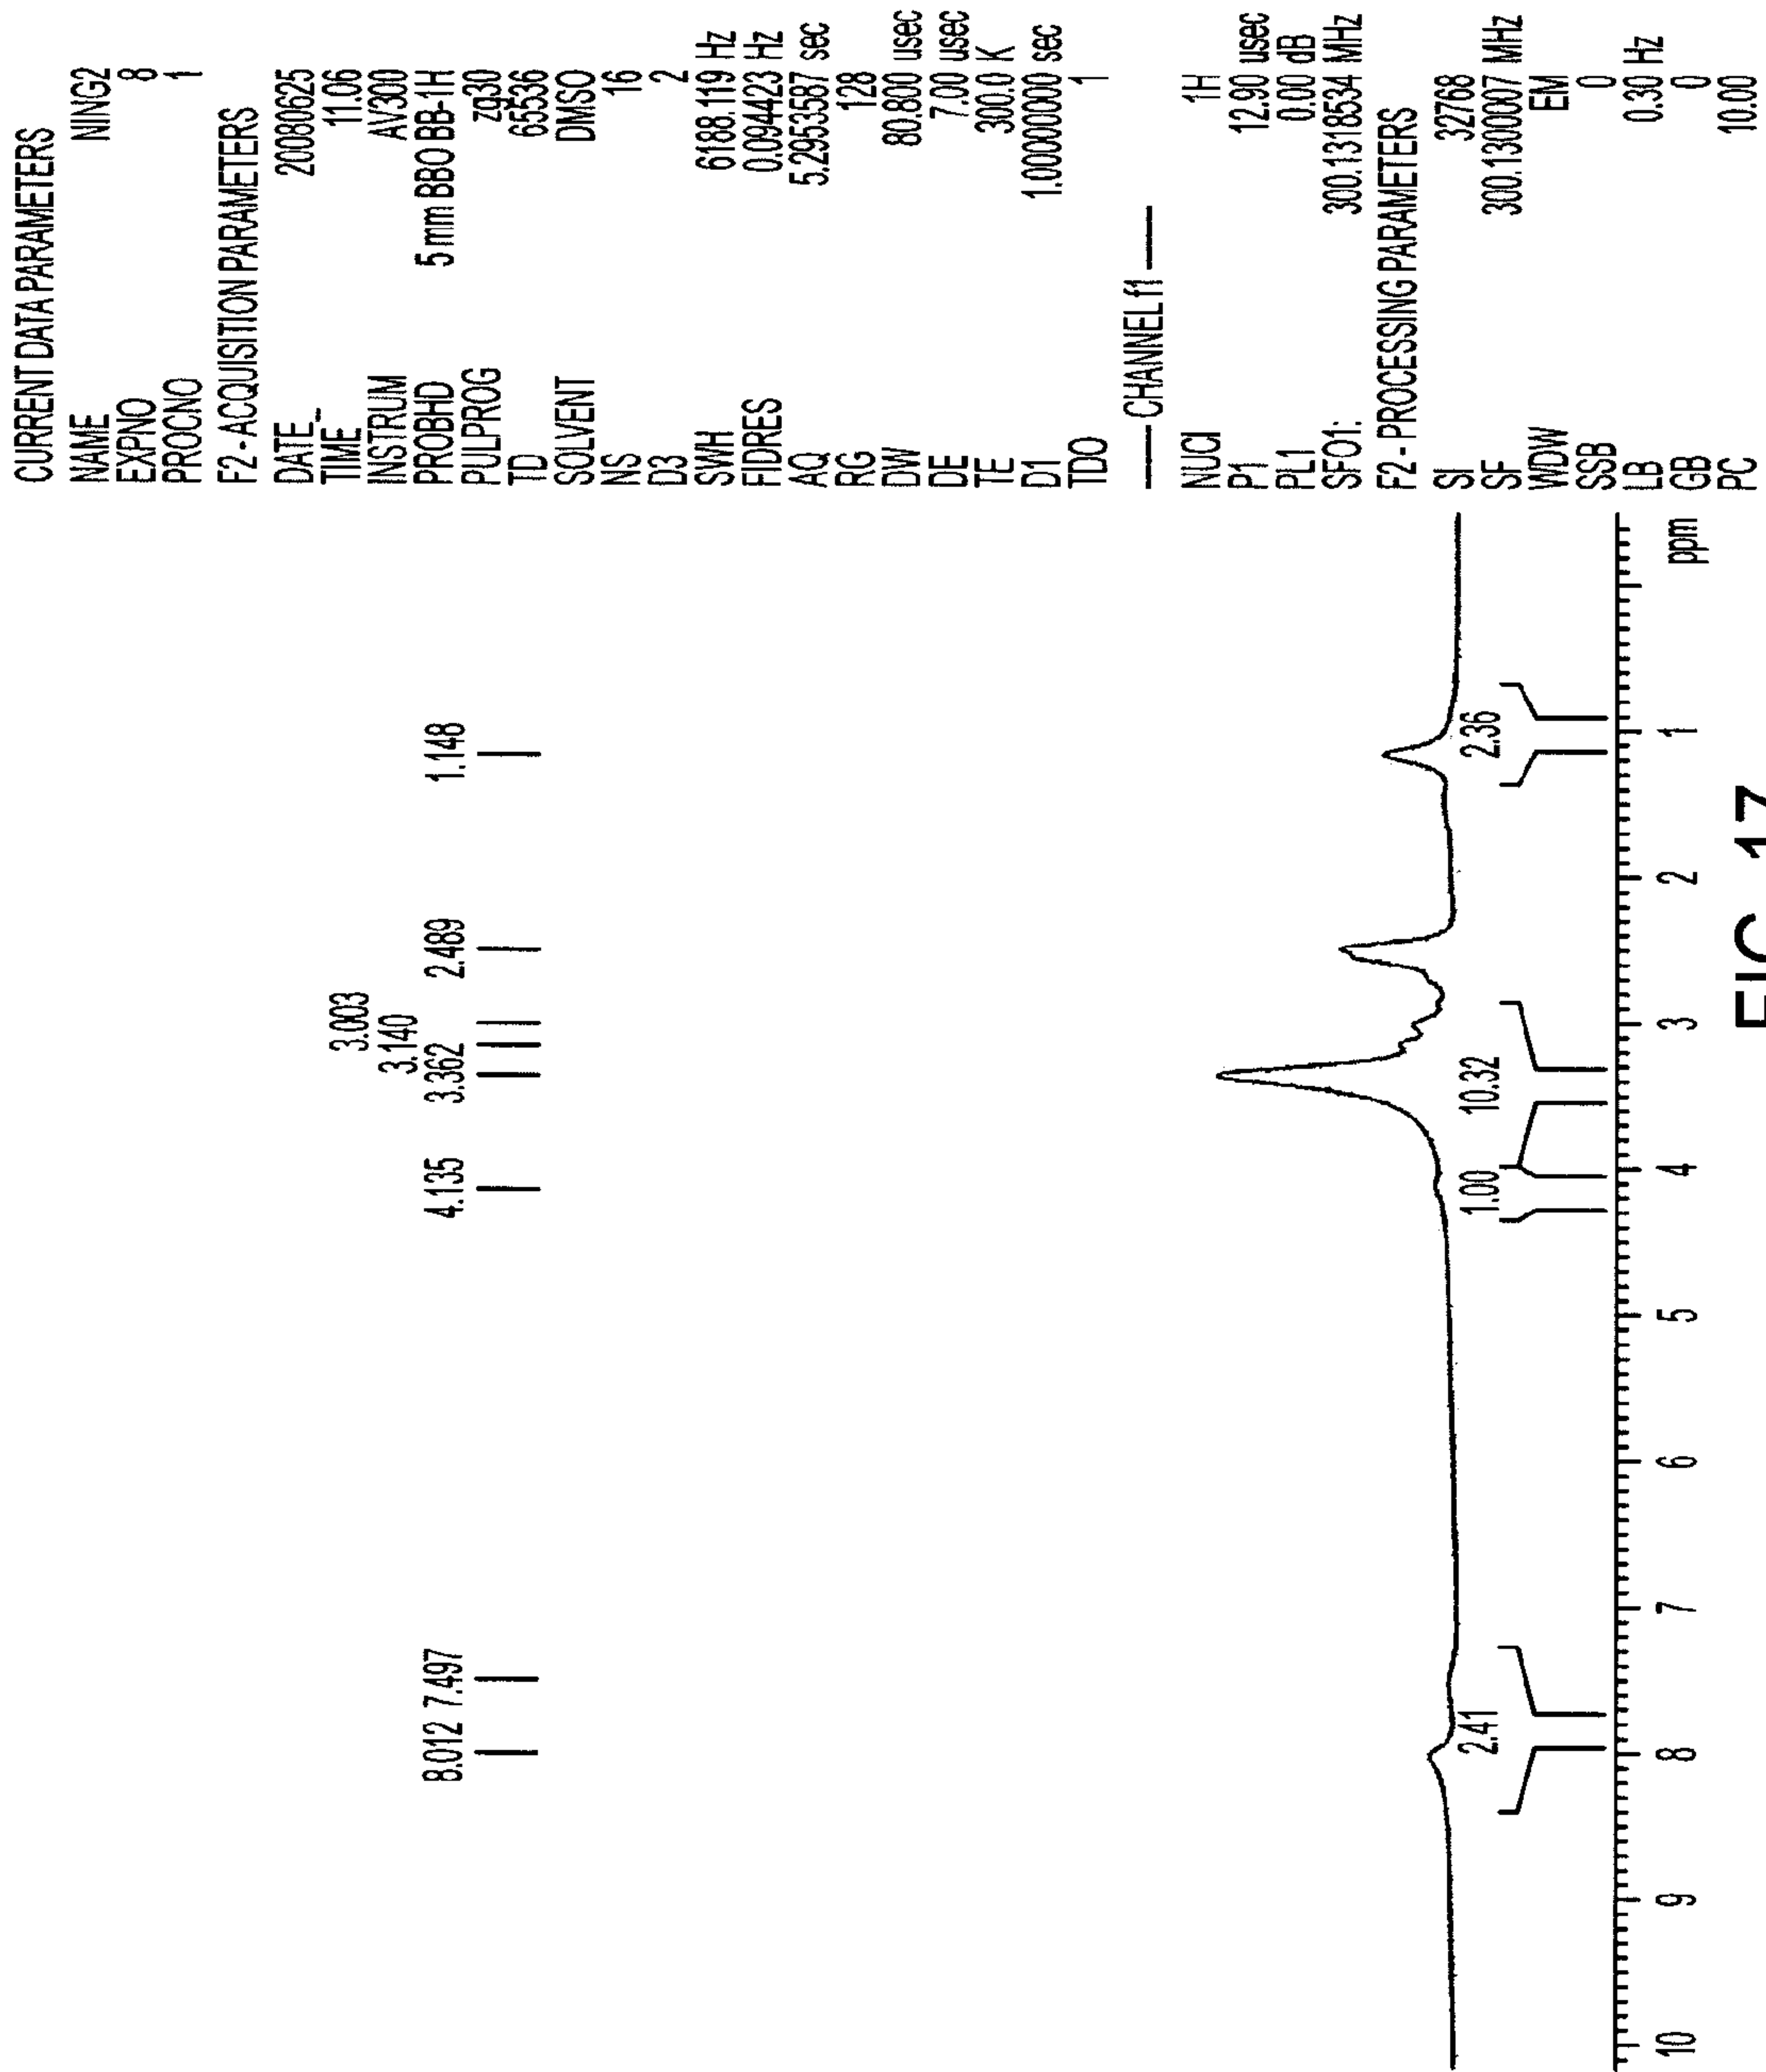 CURRENT DATA PARAMETERS
NAME NING2
EXPNO 8
PROCNO 1
F2 - ACQUISITION PARAMETERS
DATE_ 20080625
TIME 11.06
INSTRUM AV300
PROBHD 5 mm BBO BB-1H
PULPROG zg30
TD 65536
SOLVENT DMSO
NS 16
D3 2
SWH 6188.119 Hz
FIDRES 0.094423 Hz
AQ 5.2953587 sec
RG 128
DW 80.800 usec
DE 7.00 usec
TE 300.0 K
D1 1.00000000 sec
TDO 1
CHANNEL f1
NUCI 1H
P1 12.90 usec
PL1 0.00 dB
SFO1: 300.1318534 MHz
F2 - PROCESSING PARAMETERS
SI 32768
SF 300.1300807 MHz
WDW EM
SSB 0
LB 0.30 Hz
GB 0
PC 10.00
3.003
3.140
8.012 7.497 4.135 3.362 2.489 1.148
2.41 1.00 10.32 2.36
10 9 8 7 6 5 4 3 2 1 ppm
FIG. 17